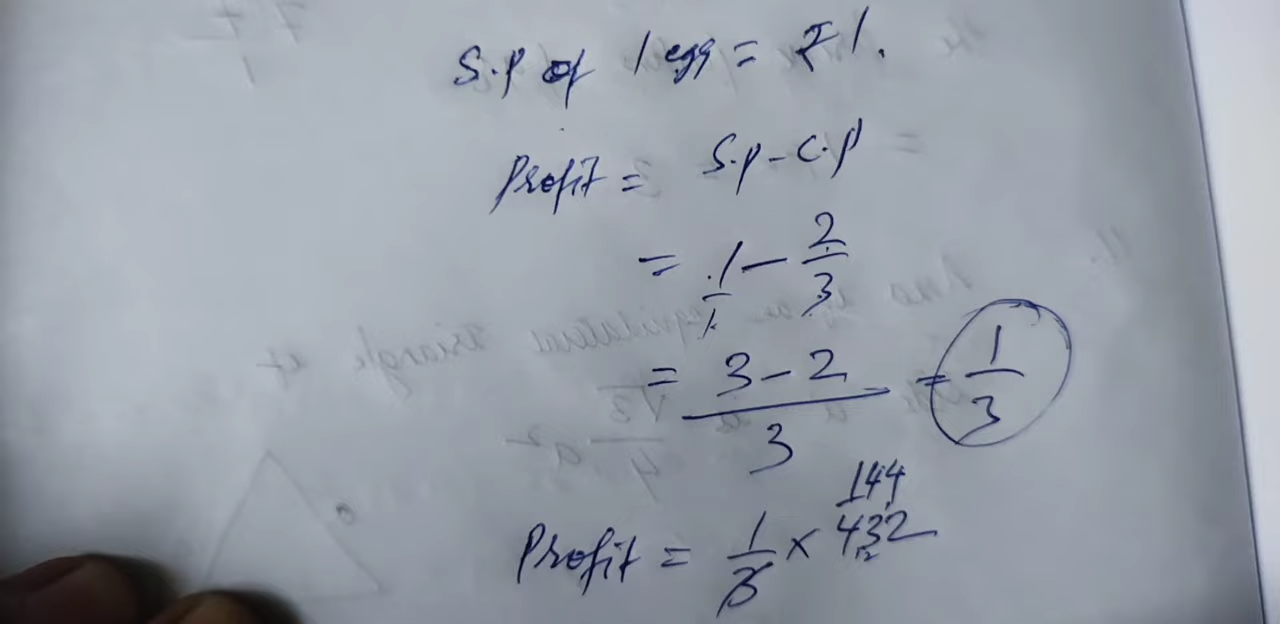 S.P of 1 egg = ₹1.
Profit = S.P - C.P
= 1/1 - 2/3
= 3-2/3 = 1/3
144
Profit = 1/3 × 432